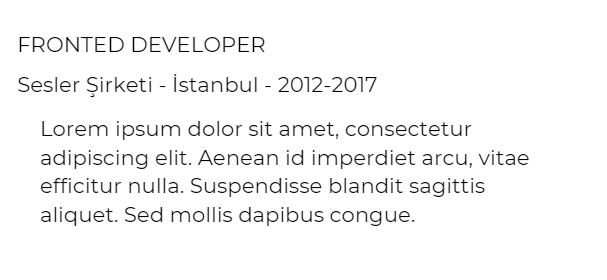 FRONTED DEVELOPER
Sesler Şirketi - İstanbul - 2012-2017
Lorem ipsum dolor sit amet, consectetur
adipiscing elit. Aenean id imperdiet arcu, vitae
efficitur nulla. Suspendisse blandit sagittis
aliquet. Sed mollis dapibus congue.